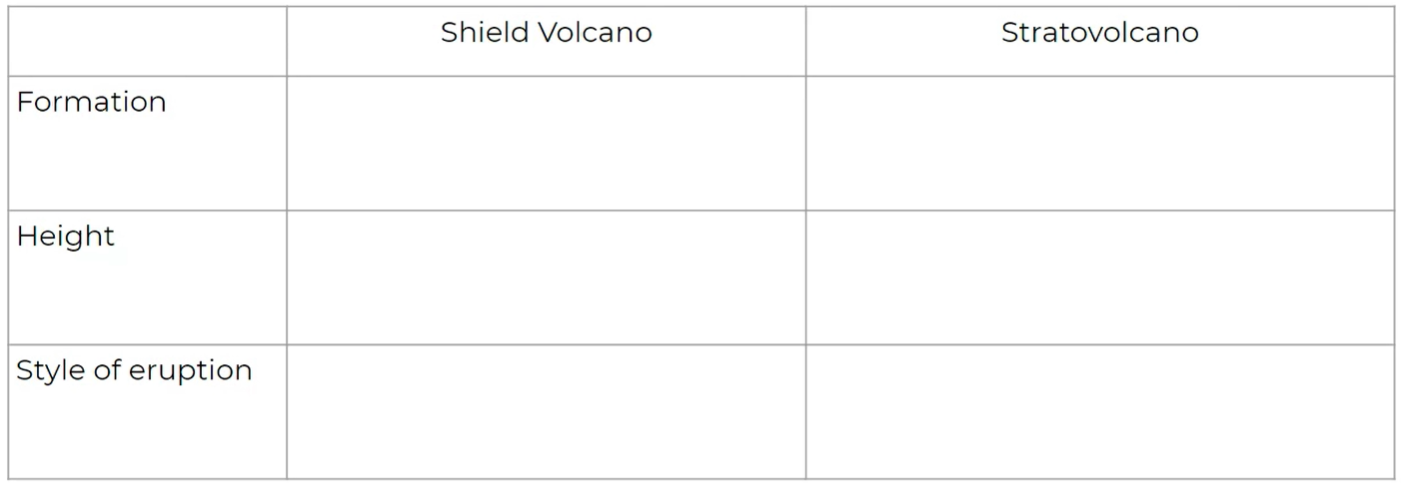 Shield Volcano
Stratovolcano
Formation
Height
Style of eruption